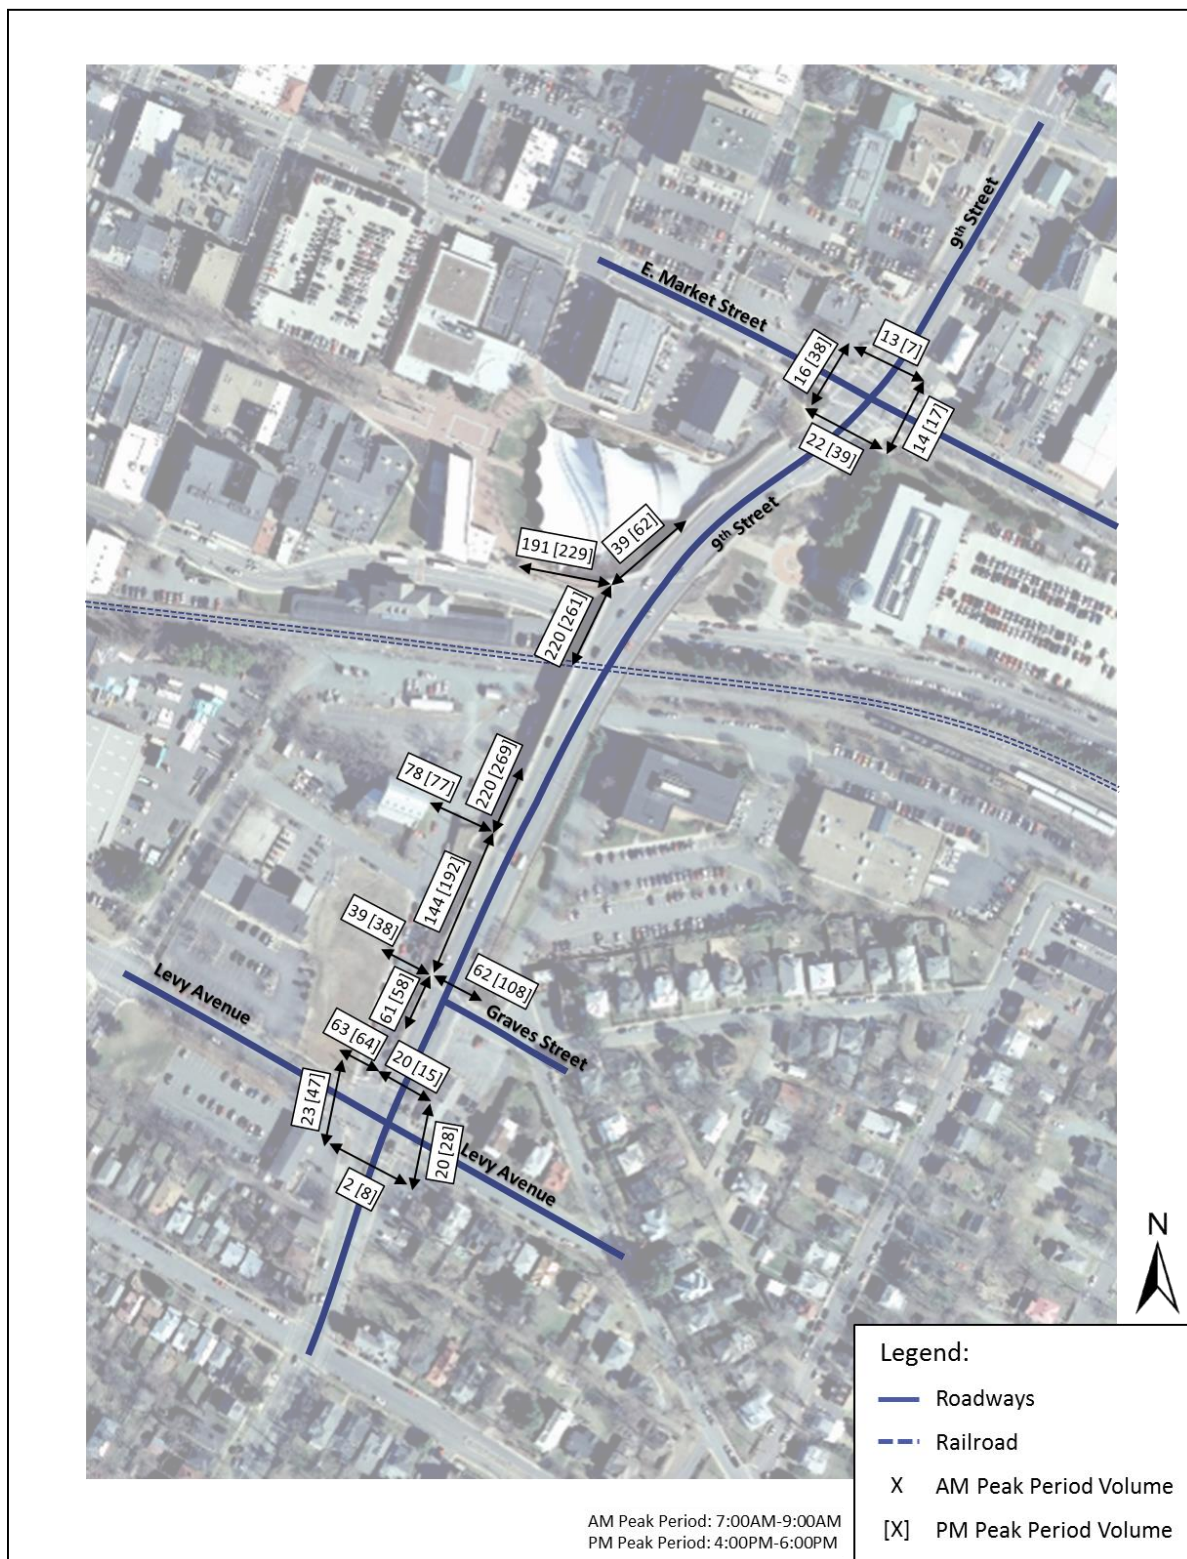 9th Street
E. Market Street
13 [7]
16 [38]
14 [17]
22 [39]
9th Street
39 [62]
191 [229]
220 [261]
220 [269]
78 [77]
144 [192]
39 [38]
62 [108]
Levy Avenue
61 [58]
Graves Street
63 [64]
20 [15]
23 [47]
20 [28]
Levy Avenue
2 [8]
N
Legend:
Roadways
Railroad
X AM Peak Period Volume
[X] PM Peak Period Volume
AM Peak Period: 7:00AM-9:00AM
PM Peak Period: 4:00PM-6:00PM